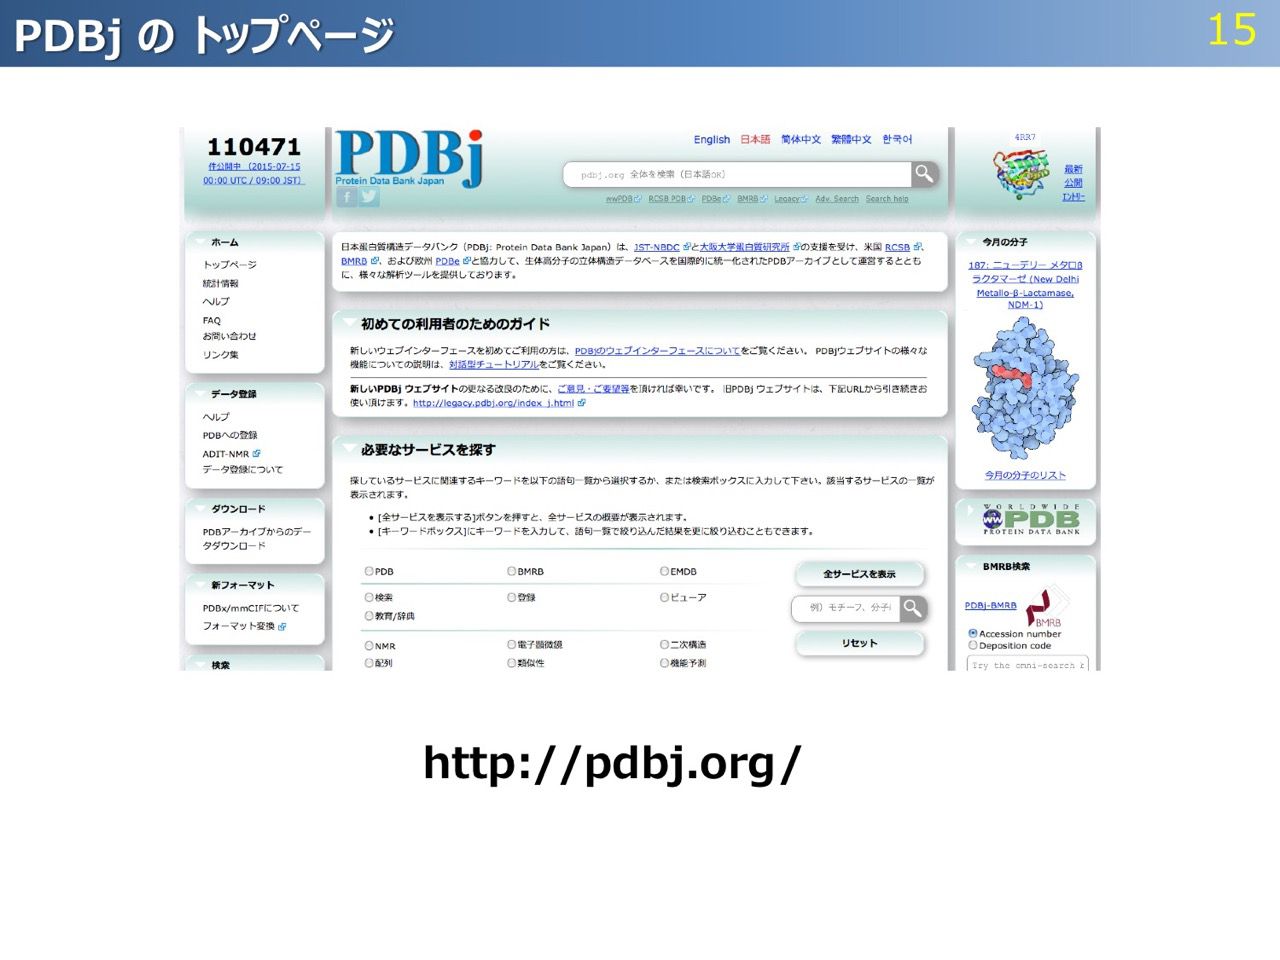 PDBj の トップページ
15
110471
件公開中 (2015-07-15
00:00 UTC / 09:00 JST)
PDBj
Protein Data Bank Japan
English 日本語 简体中文 繁體中文 한국어
pdbj.org 全体を検索 (日本語OK)
wwPDB RCSB PDB PDBe BMRB Legacy Adv. Search Search help
4RR7
最新
公開
エントリー
ホーム
トップページ
統計情報
ヘルプ
FAQ
お問い合わせ
リンク集
データ登録
ヘルプ
PDBへの登録
ADIT-NMR
データ登録について
ダウンロード
PDBアーカイブからのデー
タダウンロード
新フォーマット
PDBx/mmCIFについて
フォーマット変換
検索
日本蛋白質構造データバンク (PDBj: Protein Data Bank Japan) は、JST-NBDC と大阪大学蛋白質研究所 の支援を受け、米国 RCSB 、
BMRB 、および欧州 PDBe と協力して、生体高分子の立体構造データベースを国際的に統一化されたPDBアーカイブとして運営するととも
に、様々な解析ツールを提供しております。
初めての利用者のためのガイド
新しいウェブインターフェースを初めてご利用の方は、PDBjのウェブインターフェースについてをご覧ください。 PDBjウェブサイトの様々な
機能についての説明は、対話型チュートリアルをご覧ください。
新しいPDBj ウェブサイトの更なる改良のために、ご意見・ご要望等を頂ければ幸いです。 旧PDBj ウェブサイトは、下記URLから引き続きお
使い頂けます。http://legacy.pdbj.org/index_j.html
必要なサービスを探す
探しているサービスに関連するキーワードを以下の語句一覧から選択するか、または検索ボックスに入力して下さい。該当するサービスの一覧が
表示されます。
• [全サービスを表示する]ボタンを押すと、全サービスの概要が表示されます。
• [キーワードボックス]にキーワードを入力して、語句一覧で絞り込んだ結果を更に絞り込むこともできます。
PDB BMRB EMDB
検索 登録 ビューア
教育/辞典
NMR 電子顕微鏡 二次構造
配列 類似性 機能予測
全サービスを表示
例）モチーフ、分子
リセット
今月の分子
187: ニューデリー メタロβ
ラクタマーゼ (New Delhi
Metallo-β-Lactamase,
NDM-1)
今月の分子のリスト
WORLDWIDE
wwPDB
PROTEIN DATA BANK
BMRB検索
PDBj-BMRB
BMRB
Accession number
Deposition code
Try the omni-search
http://pdbj.org/